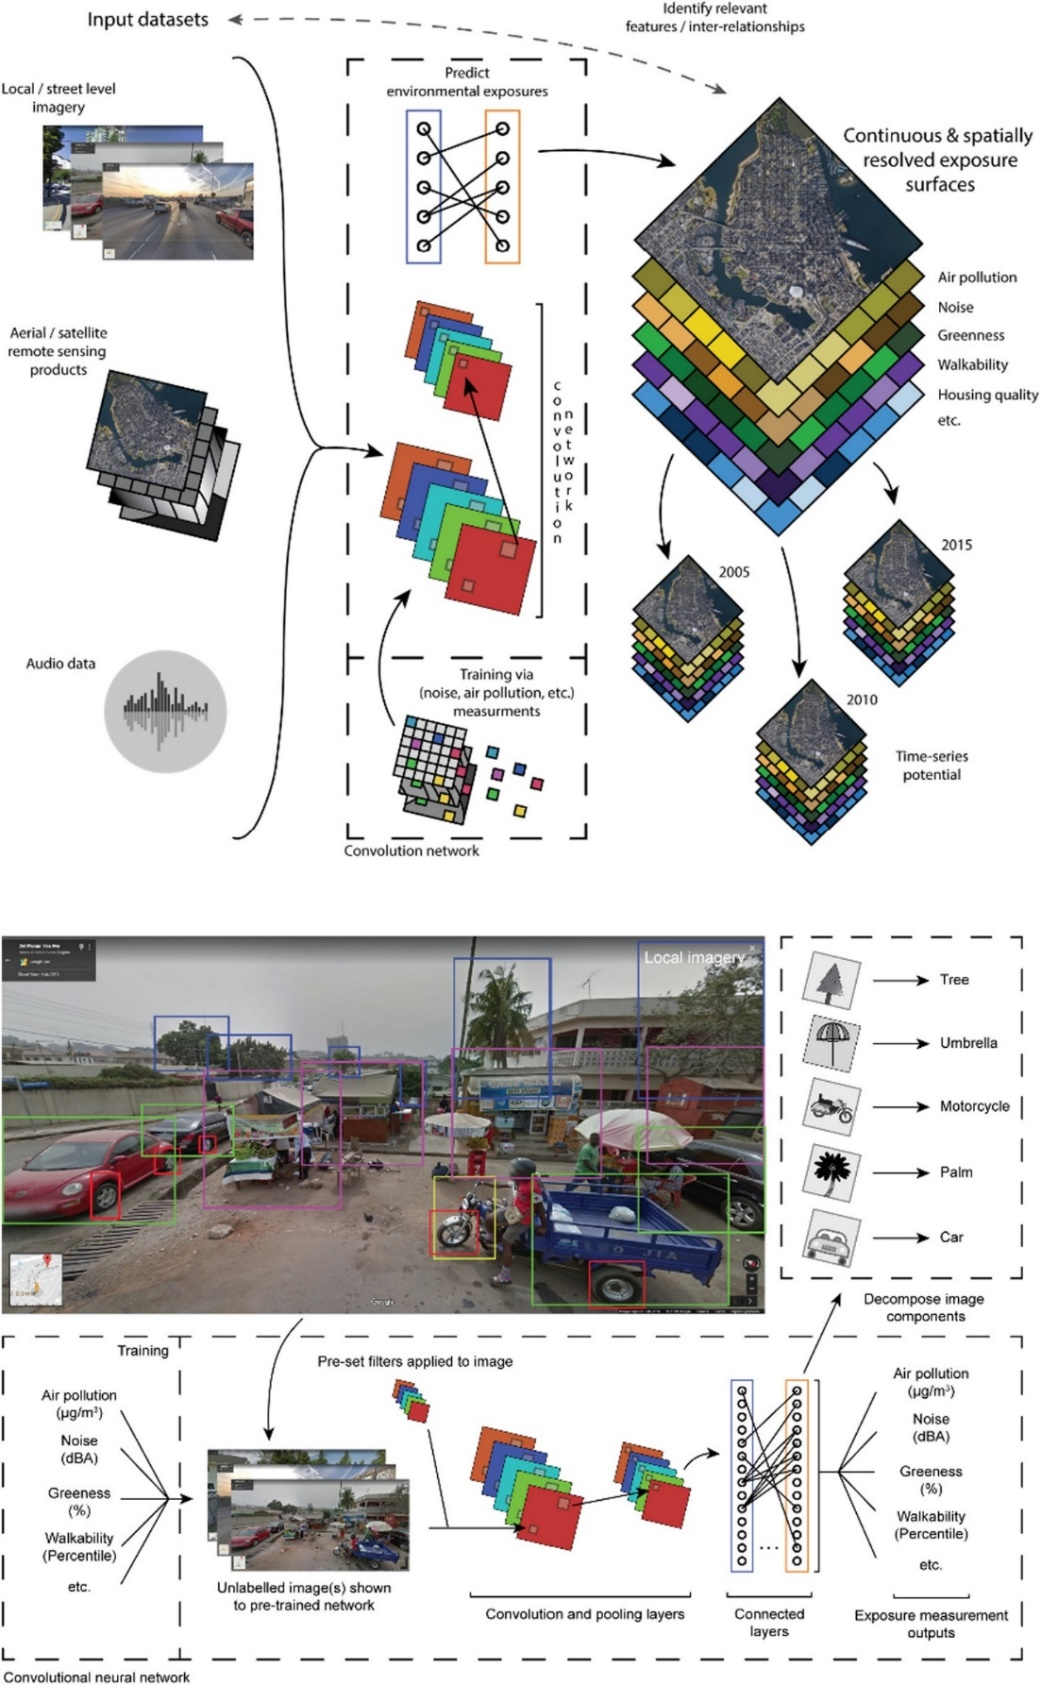 Input datasets
Identify relevant
features / inter-relationships
Local / street level
imagery
Predict
environmental exposures
Continuous & spatially
resolved exposure
surfaces
Air pollution
Noise
Greenness
Walkability
Housing quality
etc.
Aerial / satellite
remote sensing
products
convolution
network
2005
2015
2010
Audio data
Training via
(noise, air pollution, etc.)
measurments
Time-series
potential
Convolution network
Local imagery
Tree
Umbrella
Motorcycle
Palm
Car
Google
Decompose image
components
Training
Pre-set filters applied to image
Air pollution
(µg/m³)
Noise
(dBA)
Greeness
(%)
Walkability
(Percentile)
etc.
Unlabelled image(s) shown
to pre-trained network
Convolution and pooling layers
...
Connected
layers
Air pollution
(µg/m³)
Noise
(dBA)
Greeness
(%)
Walkability
(Percentile)
etc.
Exposure measurement
outputs
Convolutional neural network